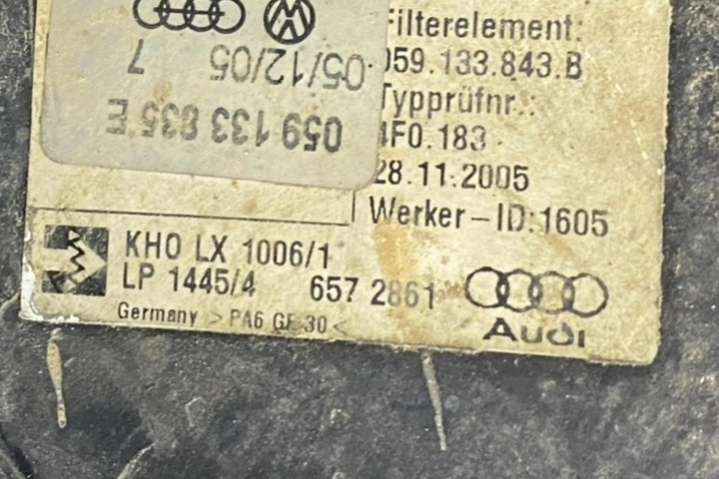 Filterelement:
059.133.843.B
Typprüfnr.:
4F0.183
28.11.2005
Werker-ID:1605
059 133 835 E
05/12/05 7
KHO LX 1006/1
LP 1445/4 657 2861
Germany >PA6 GF 30<
Audi